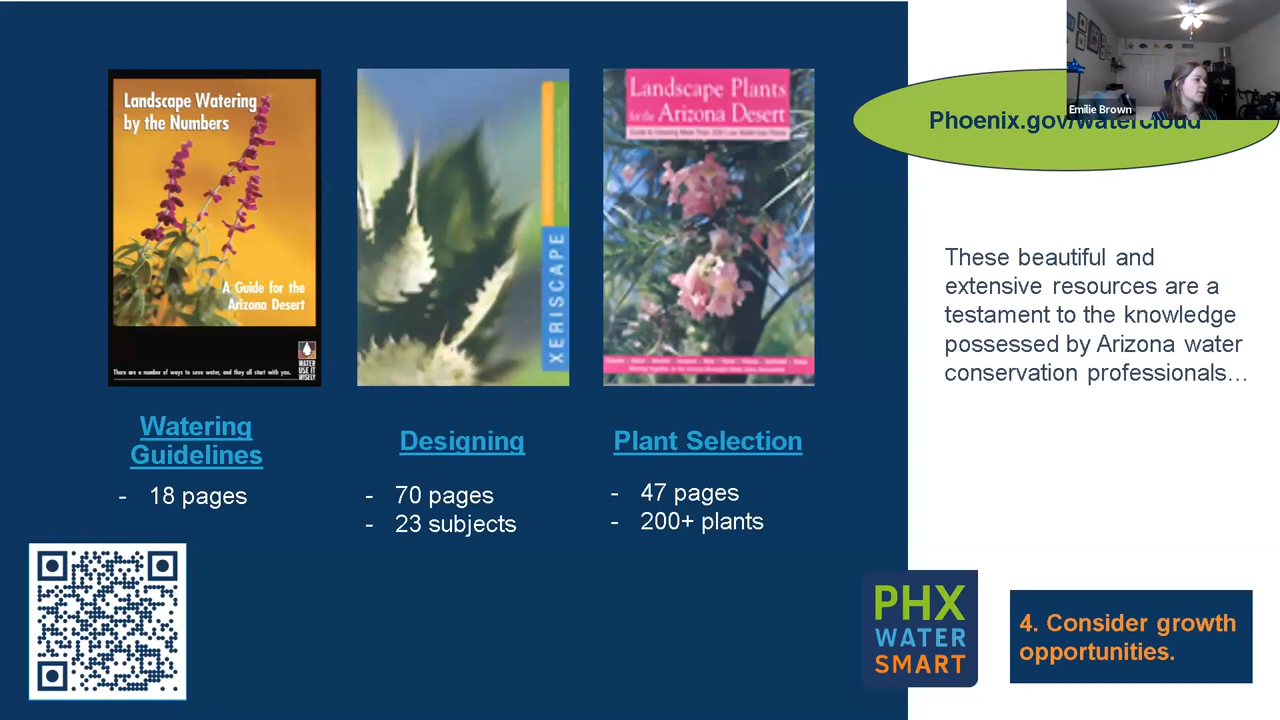 Landscape Watering
by the Numbers
A Guide for the
Arizona Desert
WATER
USE IT
WISELY
There are a number of ways to save water, and they all start with you.
XERISCAPE
Landscape Plants
for the Arizona Desert
Guide to Growing More Than 200 Low-Water-Use Plants
Emilie Brown
Phoenix.gov/watercloud
These beautiful and
extensive resources are a
testament to the knowledge
possessed by Arizona water
conservation professionals…
Watering
Guidelines
- 18 pages
Designing
- 70 pages
- 23 subjects
Plant Selection
- 47 pages
- 200+ plants
PHX
WATER
SMART
4. Consider growth
opportunities.